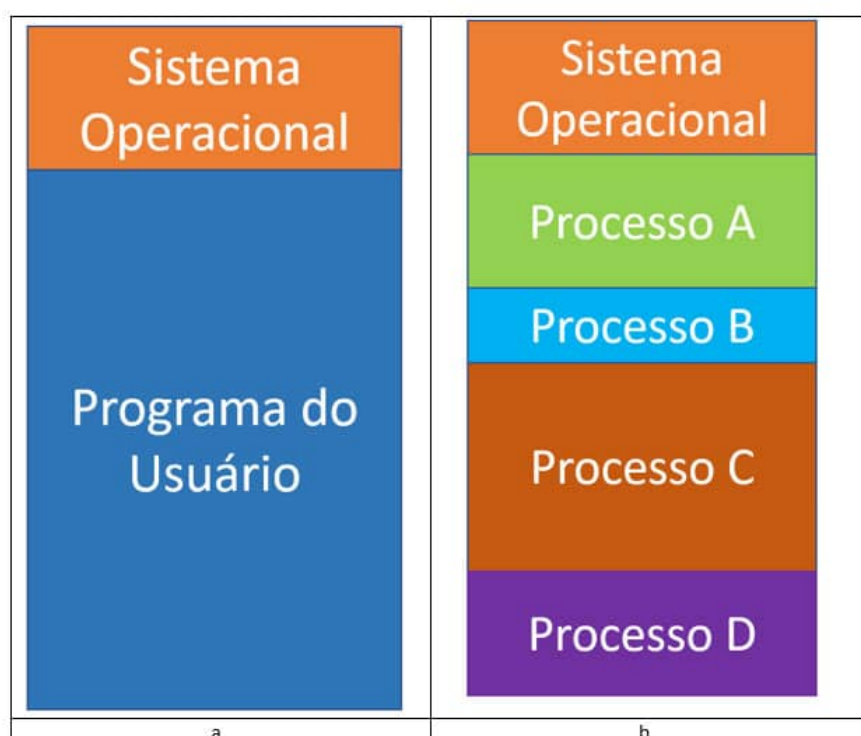 Sistema
Operacional
Programa do
Usuário
a
Sistema
Operacional
Processo A
Processo B
Processo C
Processo D
b